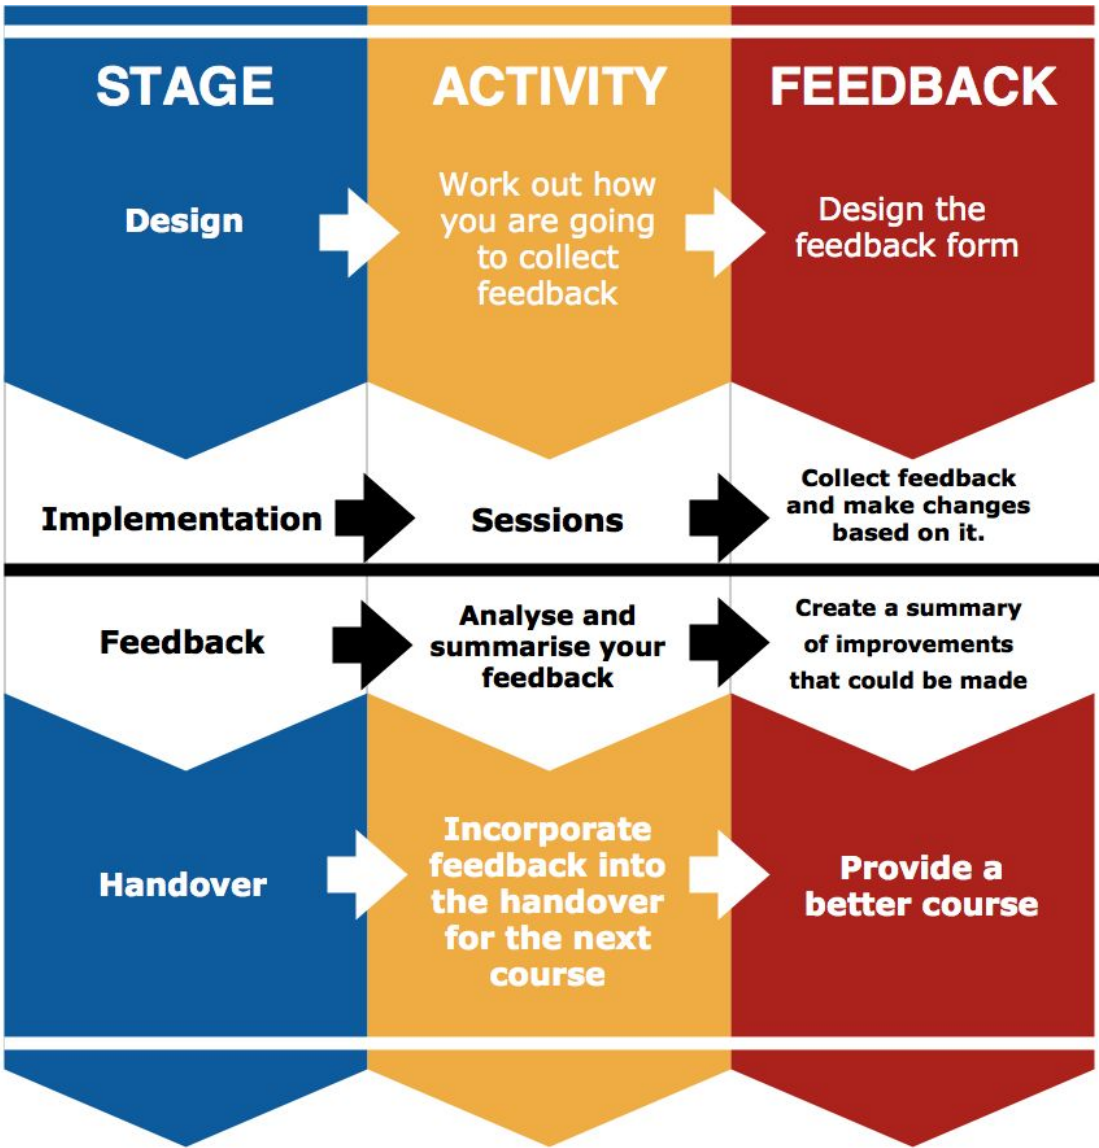 STAGE
ACTIVITY
FEEDBACK
Design
Work out how
you are going
to collect
feedback
Design the
feedback form
Implementation
Sessions
Collect feedback
and make changes
based on it.
Feedback
Analyse and
summarise your
feedback
Create a summary
of improvements
that could be made
Handover
Incorporate
feedback into
the handover
for the next
course
Provide a
better course